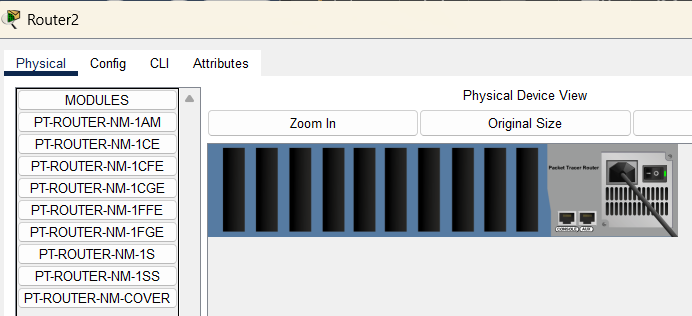 Router2
Physical Config CLI Attributes
MODULES
PT-ROUTER-NM-1AM
PT-ROUTER-NM-1CE
PT-ROUTER-NM-1CFE
PT-ROUTER-NM-1CGE
PT-ROUTER-NM-1FFE
PT-ROUTER-NM-1FGE
PT-ROUTER-NM-1S
PT-ROUTER-NM-1SS
PT-ROUTER-NM-COVER
Physical Device View
Zoom In Original Size
Packet Tracer Router
CONSOLE AUX